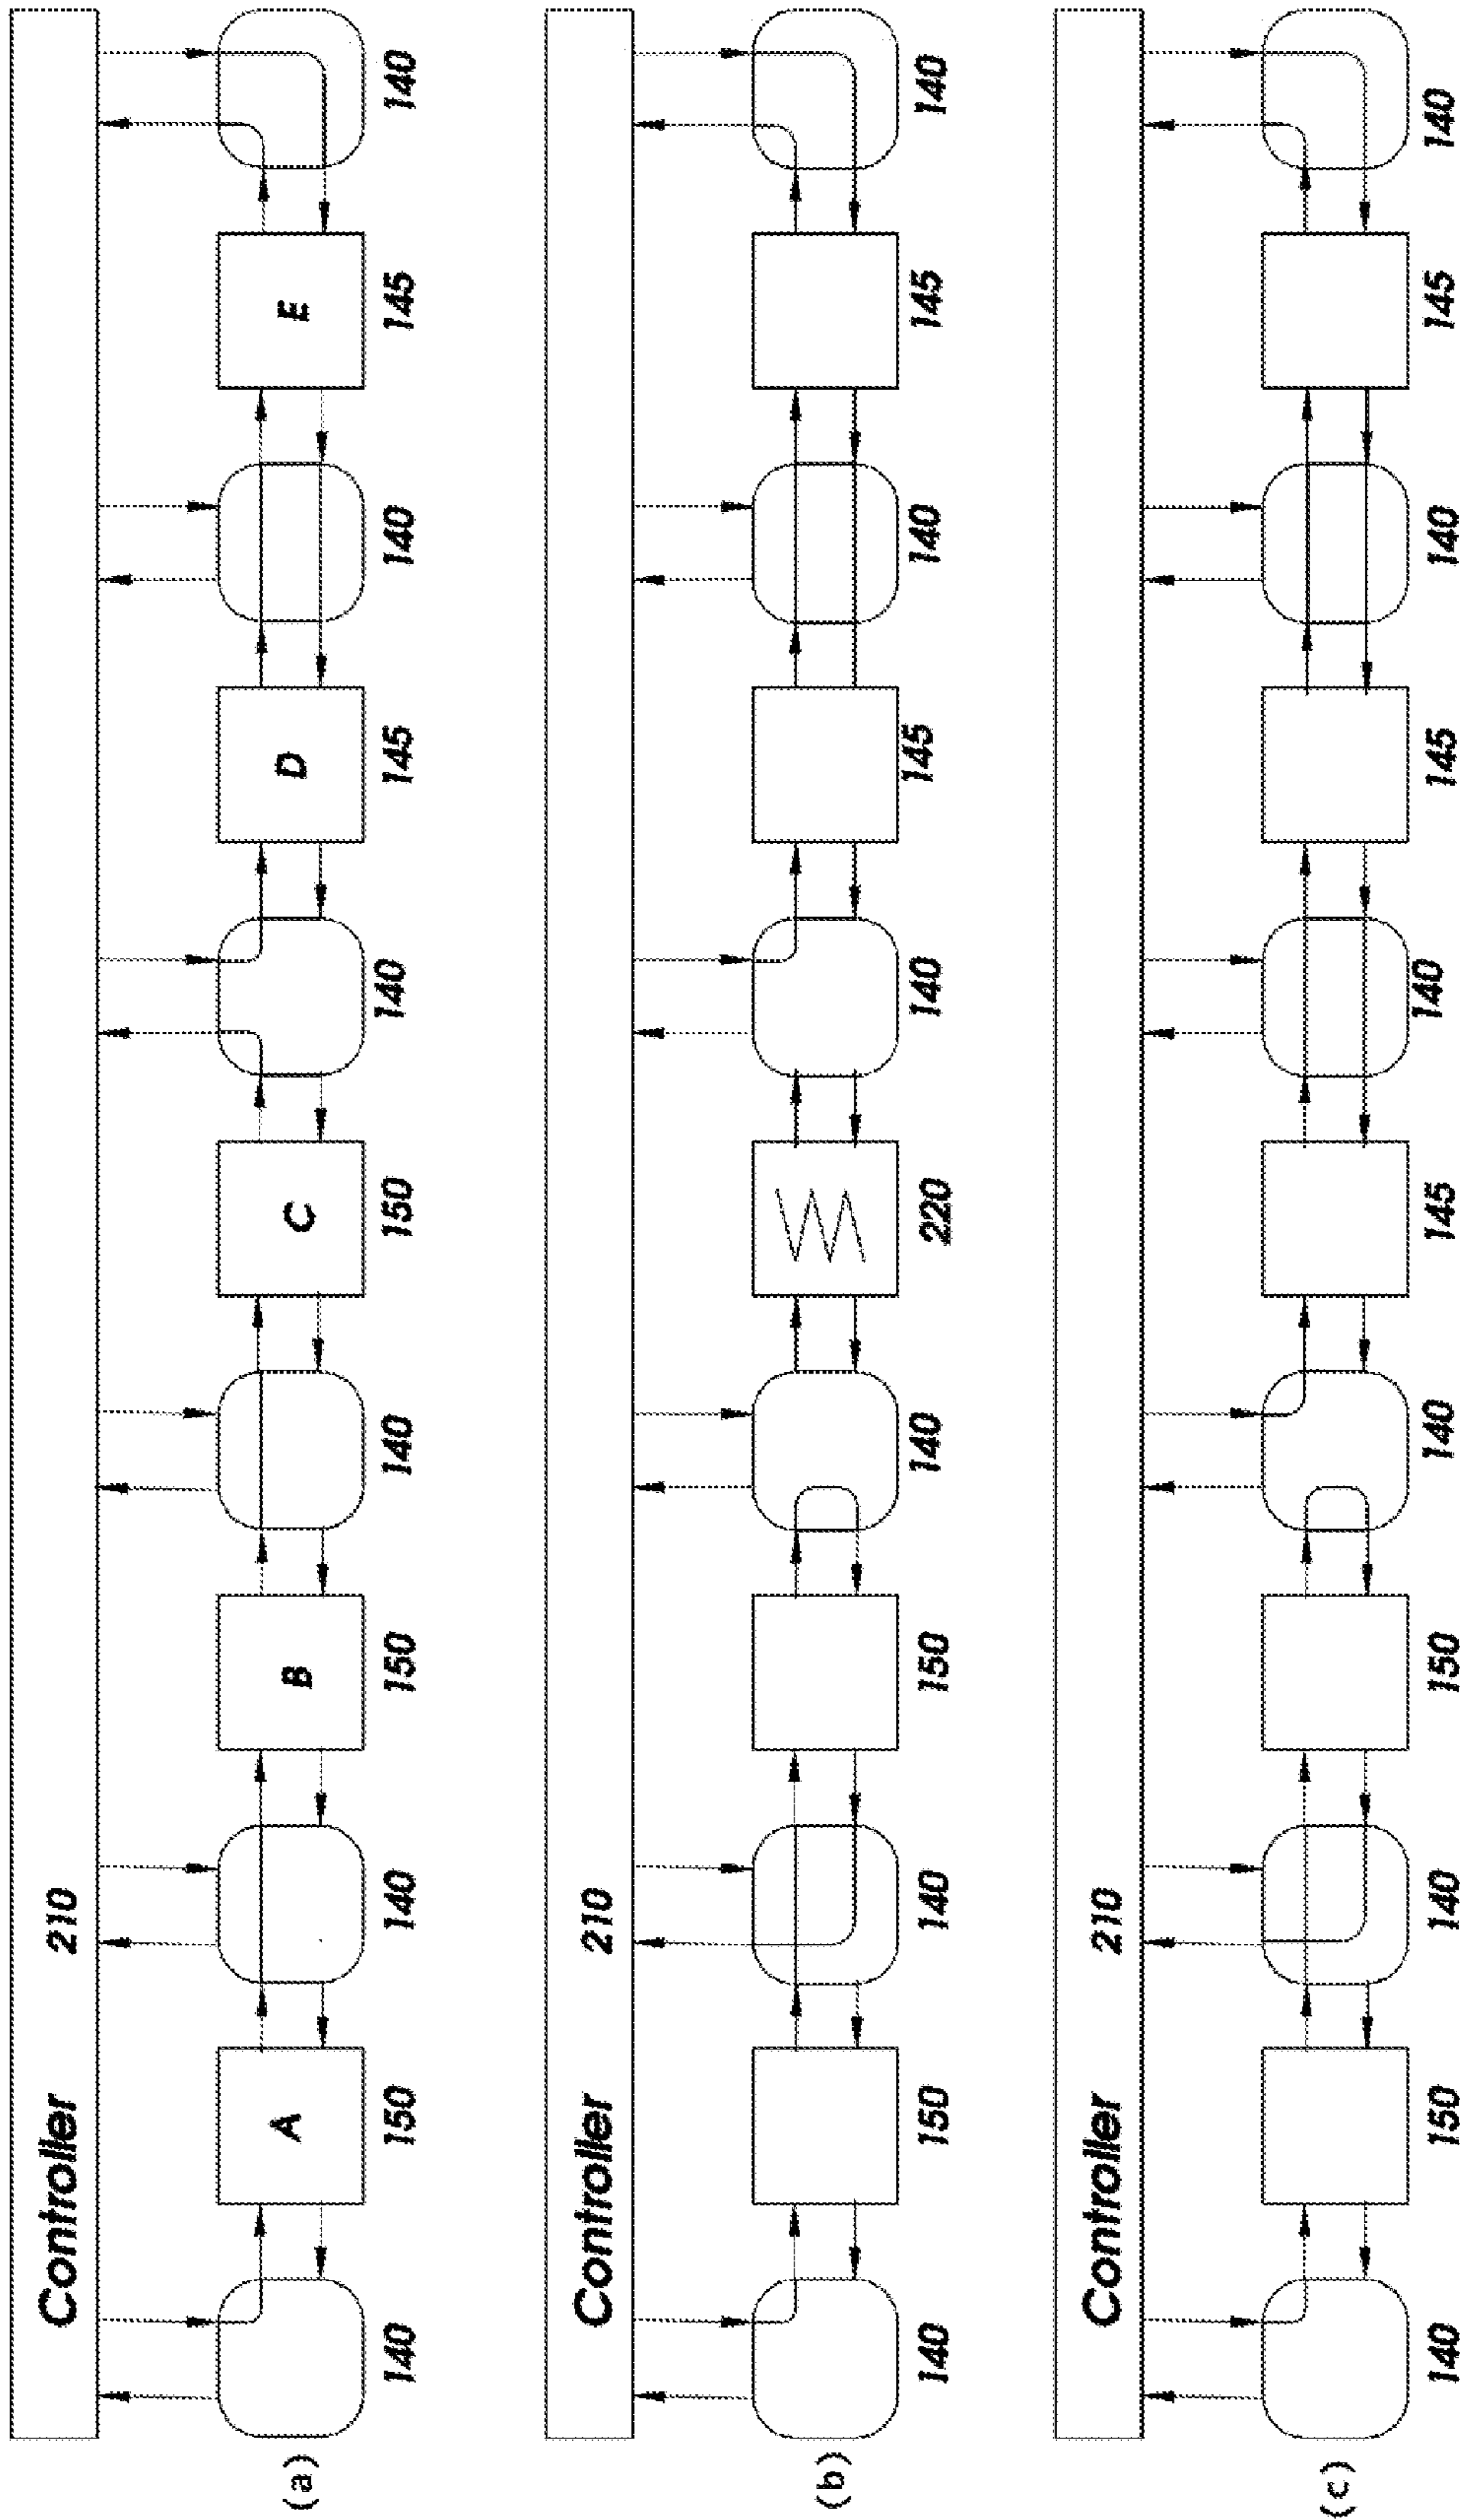 Controller 210
A B C D E
140 150 140 150 140 150 140 145 140 145 140
(a)
Controller 210
140 150 140 150 140 220 140 145 140 145 140
(b)
Controller 210
140 150 140 150 140 145 140 145 140 145 140
(c)